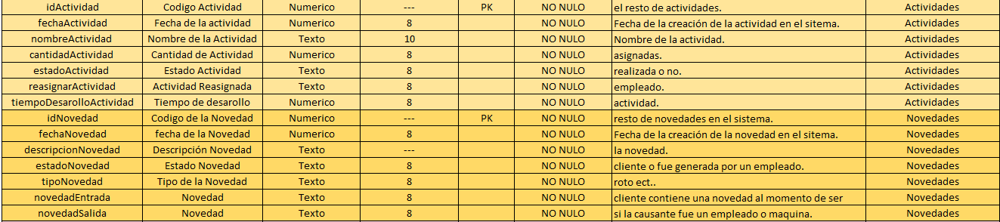 idActividad Codigo Actividad Numerico --- PK NO NULO el resto de actividades. Actividades
fechaActividad Fecha de la actividad Numerico 8 NO NULO Fecha de la creación de la actividad en el sitema. Actividades
nombreActividad Nombre de la Actividad Texto 10 NO NULO Nombre de la actividad. Actividades
cantidadActividad Cantidad de Actividad Numerico 8 NO NULO asignadas. Actividades
estadoActividad Estado Actividad Texto 8 NO NULO realizada o no. Actividades
reasignarActividad Actividad Reasignada Texto 8 NO NULO empleado. Actividades
tiempoDesarolloActividad Tiempo de desarollo Numerico 8 NO NULO actividad. Actividades
idNovedad Codigo de la Novedad Numerico --- PK NO NULO resto de novedades en el sistema. Novedades
fechaNovedad fecha de la Novedad Numerico 8 NO NULO Fecha de la creación de la novedad en el sitema. Novedades
descripcionNovedad Descripción Novedad Texto --- NO NULO la novedad. Novedades
estadoNovedad Estado Novedad Texto 8 NO NULO cliente o fue generada por un empleado. Novedades
tipoNovedad Tipo de la Novedad Texto 8 NO NULO roto ect.. Novedades
novedadEntrada Novedad Texto 8 NO NULO cliente contiene una novedad al momento de ser Novedades
novedadSalida Novedad Texto 8 NO NULO si la causante fue un empleado o maquina. Novedades